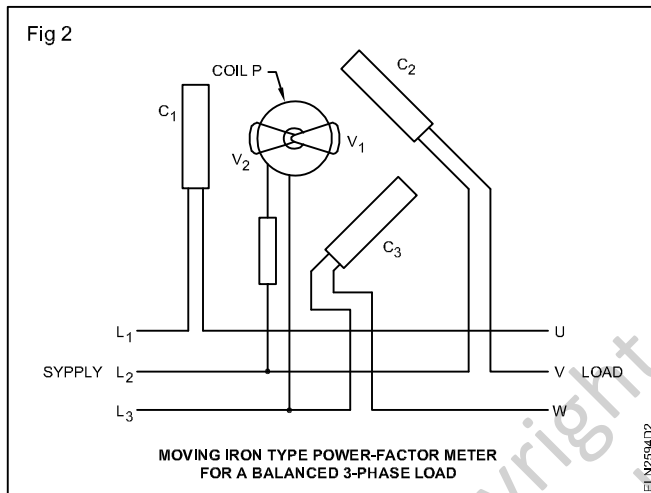 Fig 2
COIL P
C2
C1
V1
V2
C3
L1
U
SYPPLY L2
V LOAD
L3
W
MOVING IRON TYPE POWER-FACTOR METER
FOR A BALANCED 3-PHASE LOAD
ELN2594D2